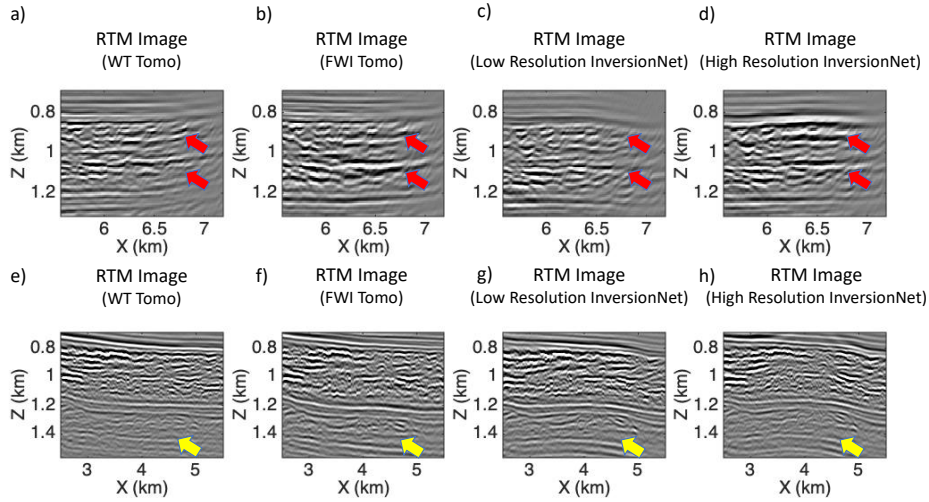 a)
b)
c)
d)
RTM Image
(WT Tomo)
RTM Image
(FWI Tomo)
RTM Image
(Low Resolution InversionNet)
RTM Image
(High Resolution InversionNet)
0.8
1
1.2
Z (km)
6
6.5
7
X (km)
0.8
1
1.2
Z (km)
6
6.5
7
X (km)
0.8
1
1.2
Z (km)
6
6.5
7
X (km)
0.8
1
1.2
Z (km)
6
6.5
7
X (km)
e)
f)
g)
h)
RTM Image
(WT Tomo)
RTM Image
(FWI Tomo)
RTM Image
(Low Resolution InversionNet)
RTM Image
(High Resolution InversionNet)
0.8
1
1.2
1.4
Z (km)
3
4
5
X (km)
0.8
1
1.2
1.4
Z (km)
3
4
5
X (km)
0.8
1
1.2
1.4
Z (km)
3
4
5
X (km)
0.8
1
1.2
1.4
Z (km)
3
4
5
X (km)